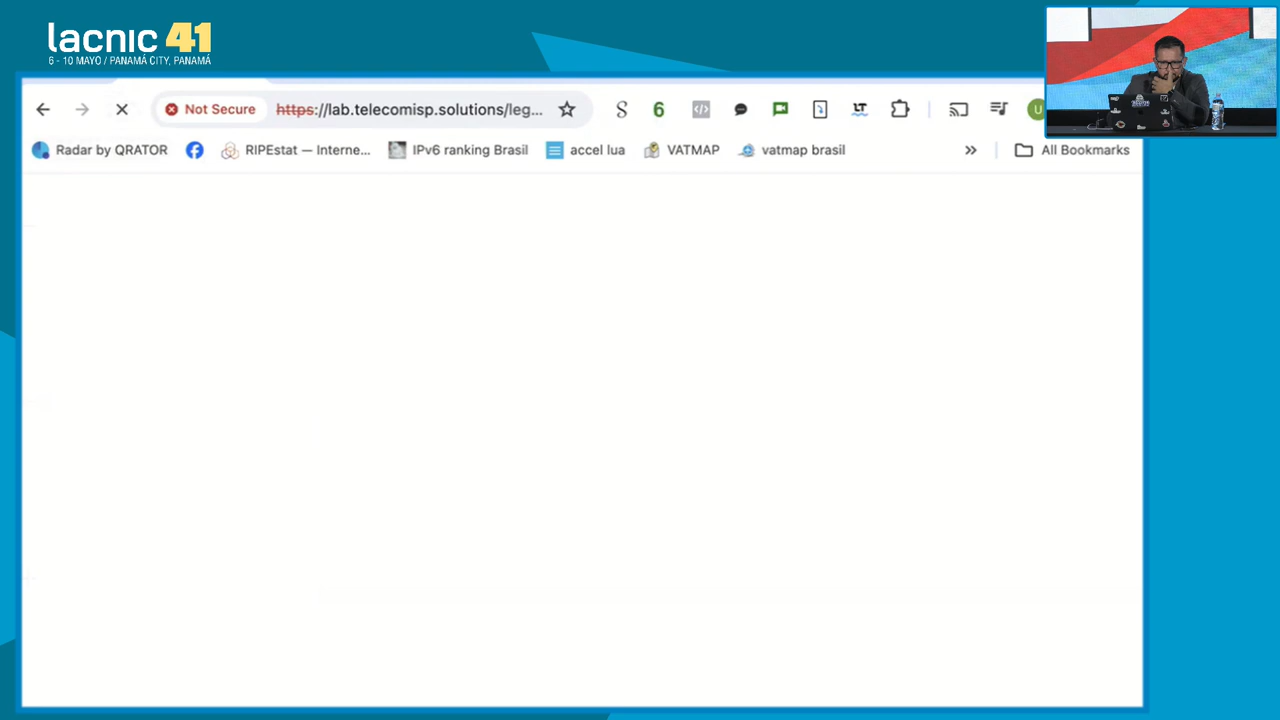 lacnic 41
6 - 10 MAYO / PANAMÁ CITY, PANAMÁ
Not Secure https://lab.telecomisp.solutions/leg... 6 LT U
Radar by QRATOR RIPEstat — Interne... IPv6 ranking Brasil accel lua VATMAP vatmap brasil » All Bookmarks